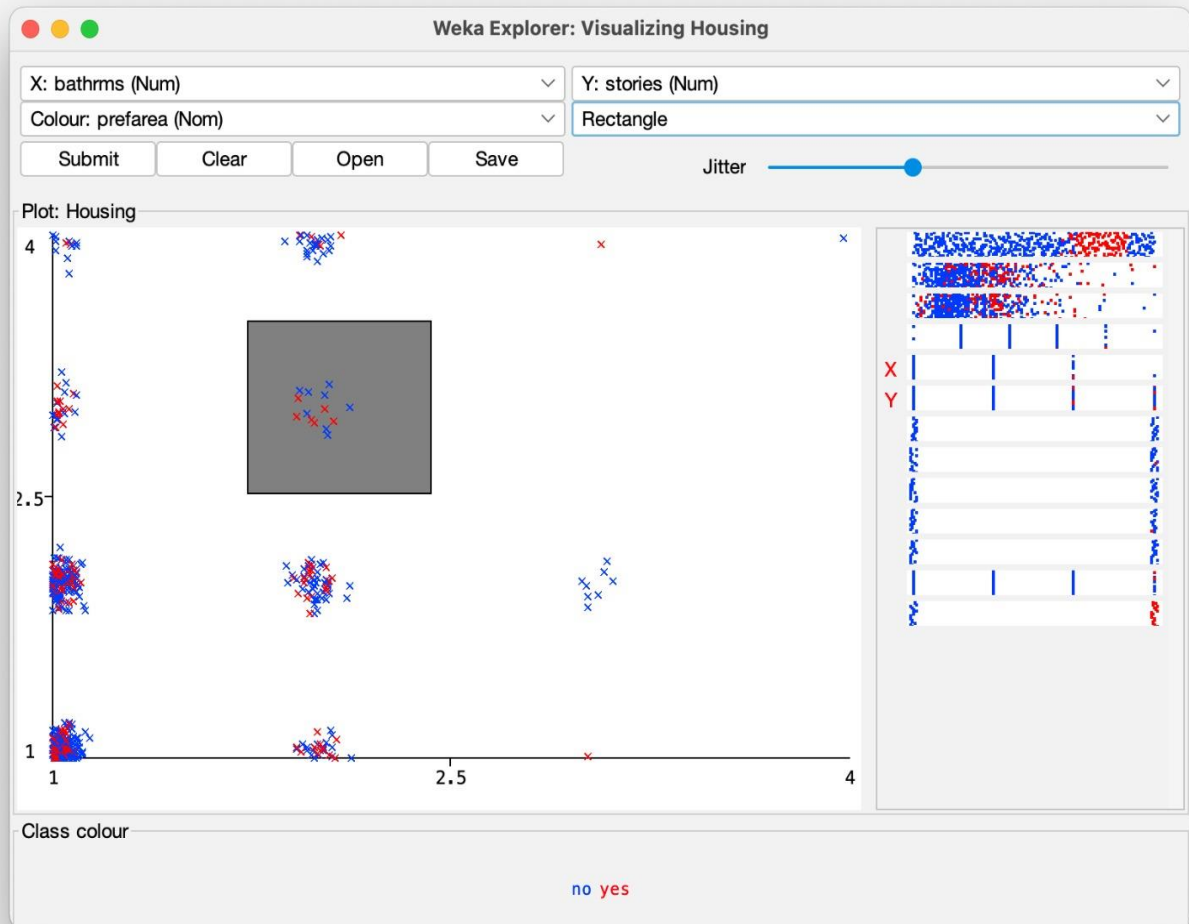 Weka Explorer: Visualizing Housing
X: bathrms (Num)
Y: stories (Num)
Colour: prefarea (Nom)
Rectangle
Submit
Clear
Open
Save
Jitter
Plot: Housing
4
2.5
1
1
2.5
4
X
Y
Class colour
no yes